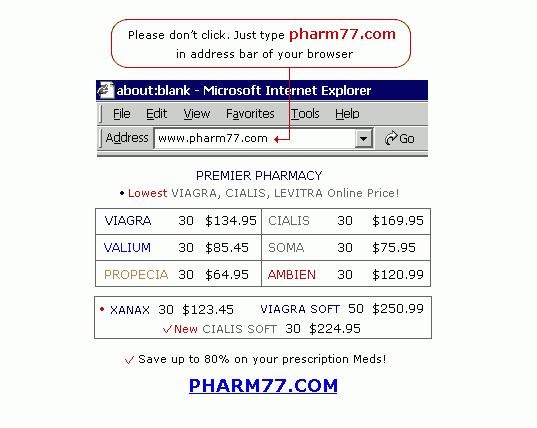 Please don't click. Just type pharm77.com
in address bar of your browser
about:blank - Microsoft Internet Explorer
File Edit View Favorites Tools Help
Address www.pharm77.com Go
PREMIER PHARMACY
• Lowest VIAGRA, CIALIS, LEVITRA Online Price!
VIAGRA 30 $134.95 CIALIS 30 $169.95
VALIUM 30 $85.45 SOMA 30 $75.95
PROPECIA 30 $64.95 AMBIEN 30 $120.99
• XANAX 30 $123.45 VIAGRA SOFT 50 $250.99
✓ New CIALIS SOFT 30 $224.95
✓ Save up to 80% on your prescription Meds!
PHARM77.COM